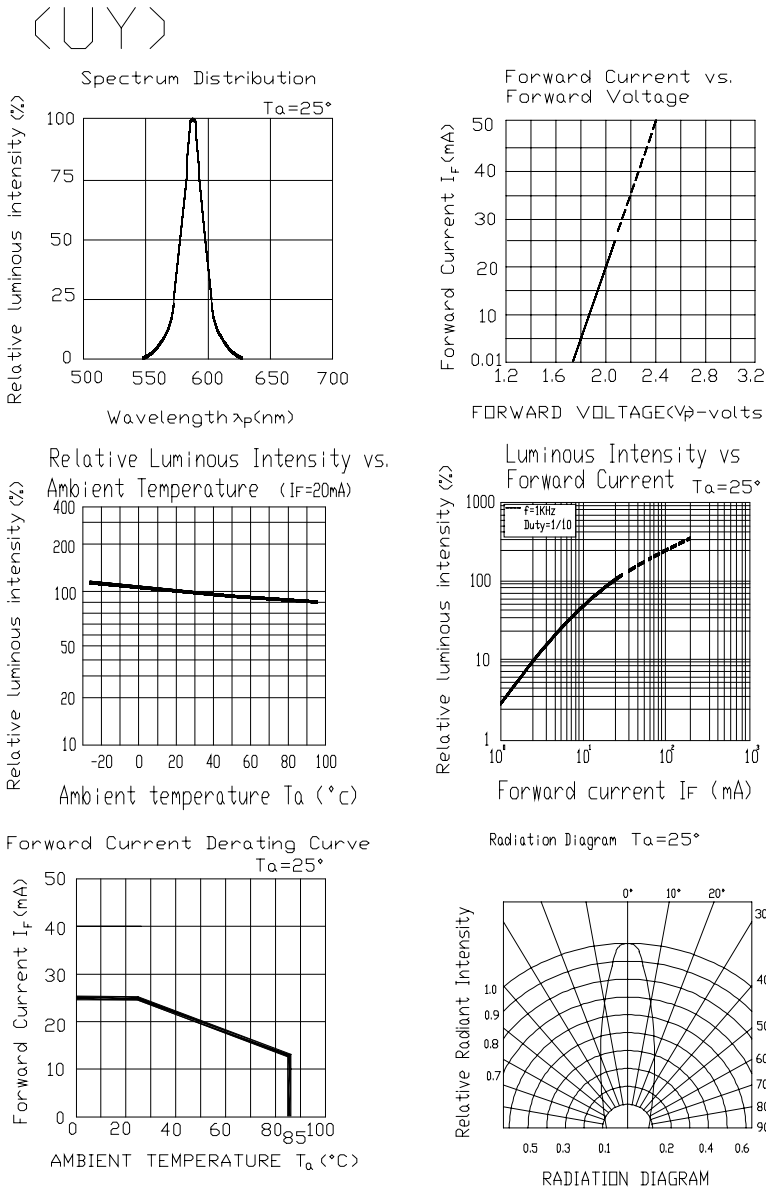 (UY)
Spectrum Distribution
Ta=25°
Relative luminous intensity (%)
100
75
50
25
0
500 550 600 650 700
Wavelength λp(nm)
Forward Current vs.
Forward Voltage
Forward Current IF(mA)
50
40
30
20
10
0.01
1.2 1.6 2.0 2.4 2.8 3.2
FORWARD VOLTAGE(VF)-volts
Relative Luminous Intensity vs.
Ambient Temperature (IF=20mA)
Relative luminous intensity (%)
400
200
100
50
20
10
-20 0 20 40 60 80 100
Ambient temperature Ta (°C)
Luminous Intensity vs
Forward Current Ta=25°
Relative luminous intensity (%)
f=1KHz
Duty=1/10
1000
100
10
1
10⁰ 10¹ 10² 10³
Forward current IF (mA)
Forward Current Derating Curve
Ta=25°
Forward Current IF(mA)
50
40
30
20
10
0
0 20 40 60 80 85 100
AMBIENT TEMPERATURE Ta (°C)
Radiation Diagram Ta=25°
Relative Radiant Intensity
0° 10° 20°
30
40
50
60
70
80
90
1.0
0.9
0.8
0.7
0.5 0.3 0.1 0.2 0.4 0.6
RADIATION DIAGRAM